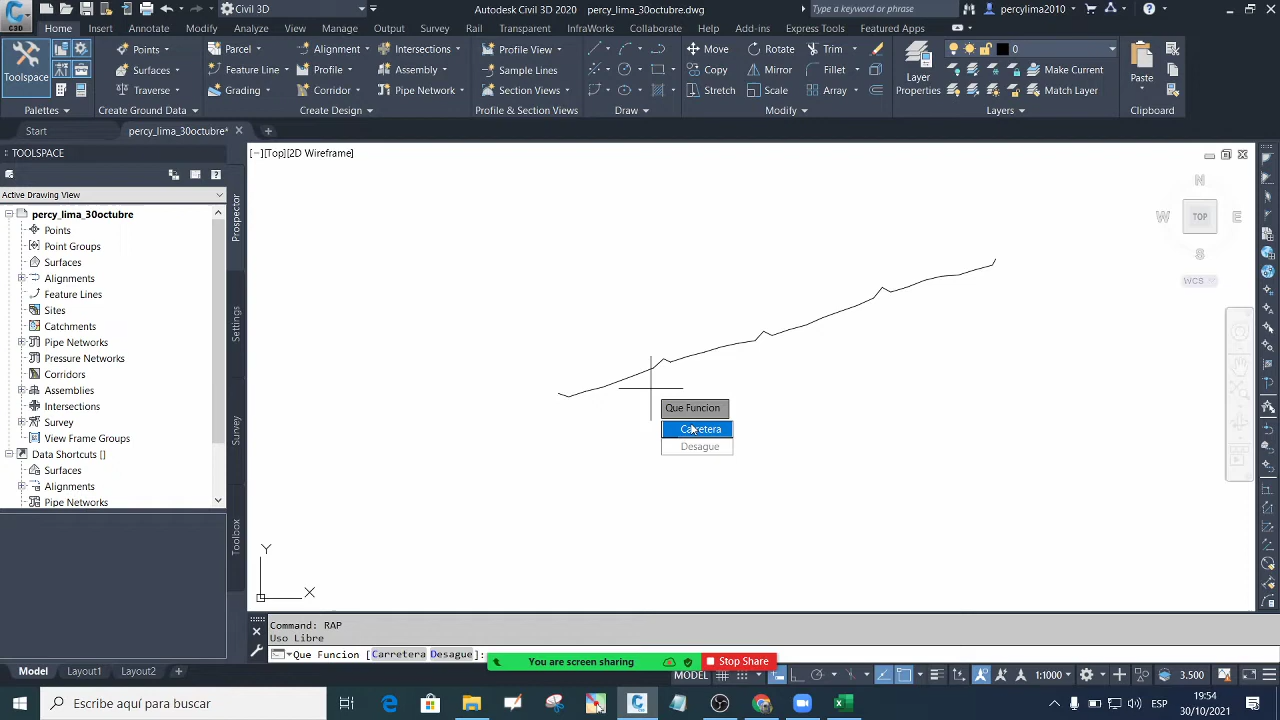 Civil 3D
Autodesk Civil 3D 2020 percy_lima_30octubre.dwg
Type a keyword or phrase
percylima2010
C3D
Home Insert Annotate Modify Analyze View Manage Output Survey Rail Transparent InfraWorks Collaborate Help Add-ins Express Tools Featured Apps
Toolspace
Points
Surfaces
Traverse
Parcel
Feature Line
Grading
Alignment
Profile
Corridor
Intersections
Assembly
Pipe Network
Profile View
Sample Lines
Section Views
Move
Copy
Stretch
Rotate
Mirror
Scale
Trim
Fillet
Array
Layer
Properties
0
Make Current
Match Layer
Paste
Palettes Create Ground Data Create Design Profile & Section Views Draw Modify Layers Clipboard
Start percy_lima_30octubre*
TOOLSPACE
Active Drawing View
percy_lima_30octubre
Points
Point Groups
Surfaces
Alignments
Feature Lines
Sites
Catchments
Pipe Networks
Pressure Networks
Corridors
Assemblies
Intersections
Survey
View Frame Groups
Data Shortcuts []
Surfaces
Alignments
Pipe Networks
Prospector
Settings
Survey
Toolbox
[−][Top][2D Wireframe]
N
W TOP E
S
WCS
Que Funcion
Carretera
Desague
Y
X
Command: RAP
Uso Libre
Que Funcion [Carretera Desague]:
You are screen sharing Stop Share
Model Layout1 Layout2
MODEL 1:1000 3.500
Escribe aquí para buscar
ESP
19:54
30/10/2021